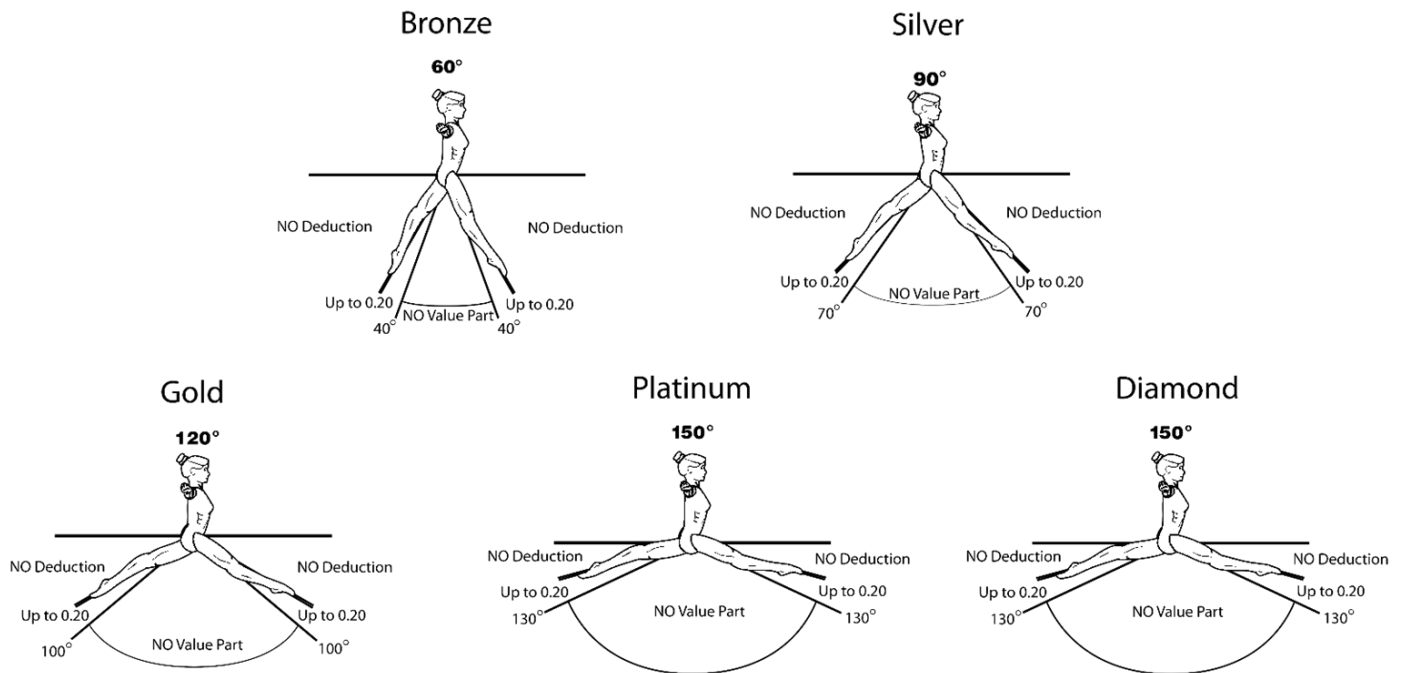 Bronze
60°
NO Deduction
NO Deduction
Up to 0.20
Up to 0.20
NO Value Part
40°
40°
Silver
90°
NO Deduction
NO Deduction
Up to 0.20
Up to 0.20
NO Value Part
70°
70°
Gold
120°
NO Deduction
NO Deduction
Up to 0.20
Up to 0.20
NO Value Part
100°
100°
Platinum
150°
NO Deduction
NO Deduction
Up to 0.20
Up to 0.20
NO Value Part
130°
130°
Diamond
150°
NO Deduction
NO Deduction
Up to 0.20
Up to 0.20
NO Value Part
130°
130°